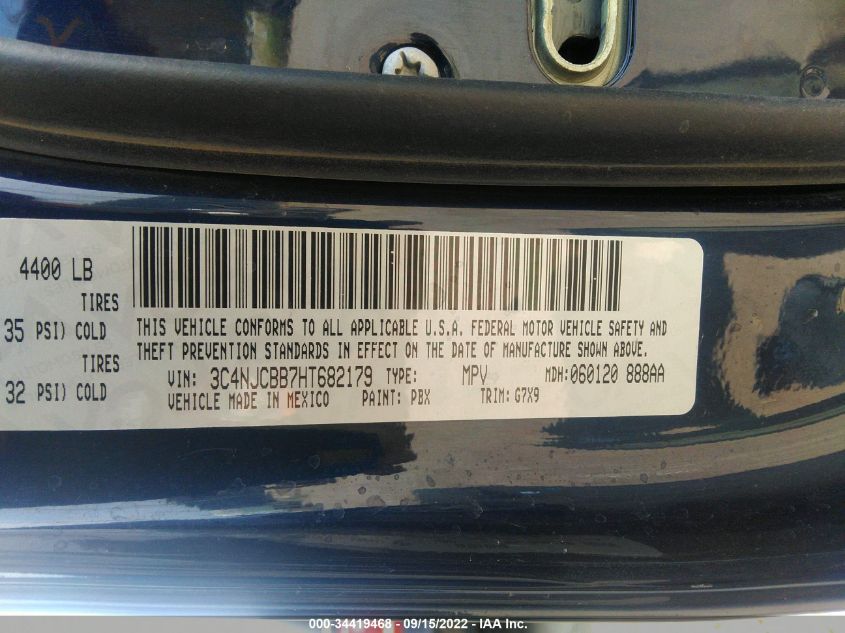 4400 LB
TIRES
35 PSI) COLD
TIRES
32 PSI) COLD
THIS VEHICLE CONFORMS TO ALL APPLICABLE U.S.A. FEDERAL MOTOR VEHICLE SAFETY AND
THEFT PREVENTION STANDARDS IN EFFECT ON THE DATE OF MANUFACTURE SHOWN ABOVE.
VIN: 3C4NJCBB7HT682179 TYPE: MPV MDH:060120 888AA
VEHICLE MADE IN MEXICO PAINT: PBX TRIM:G7X9
000-34419468 - 09/15/2022 - IAA Inc.